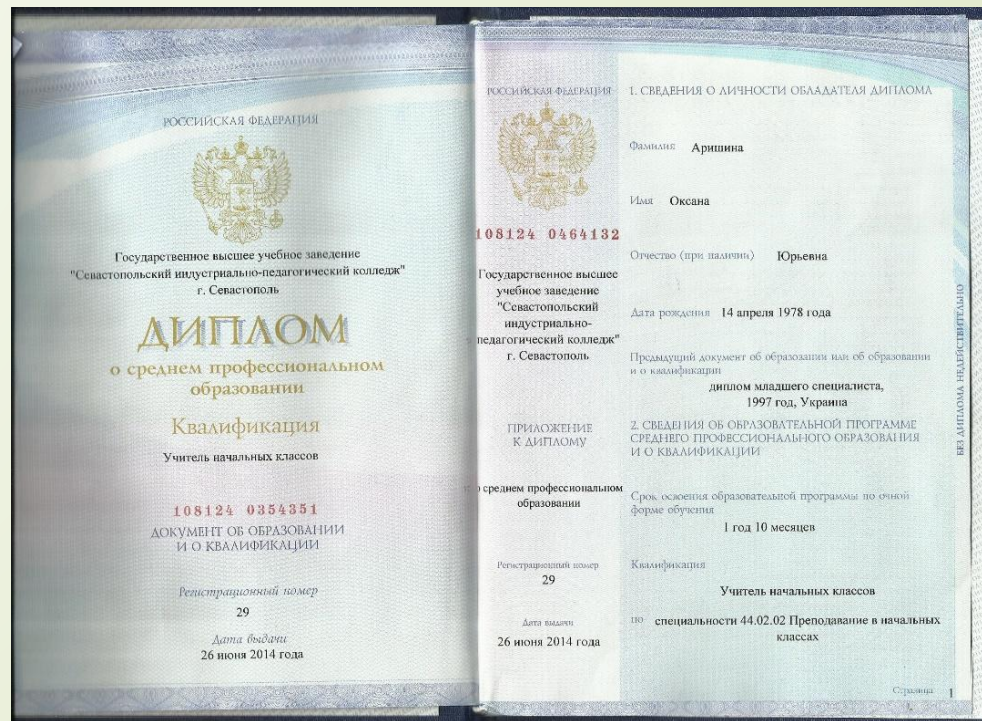 РОССИЙСКАЯ ФЕДЕРАЦИЯ
Государственное высшее учебное заведение
"Севастопольский индустриально-педагогический колледж"
г. Севастополь
ДИПЛОМ
о среднем профессиональном
образовании
Квалификация
Учитель начальных классов
108124 0354351
ДОКУМЕНТ ОБ ОБРАЗОВАНИИ
И О КВАЛИФИКАЦИИ
Регистрационный номер
29
Дата выдачи
26 июня 2014 года
РОССИЙСКАЯ ФЕДЕРАЦИЯ
108124 0464132
Государственное высшее
учебное заведение
"Севастопольский
индустриально-
педагогический колледж"
г. Севастополь
ПРИЛОЖЕНИЕ
К ДИПЛОМУ
о среднем профессиональном
образовании
Регистрационный номер
29
Дата выдачи
26 июня 2014 года
1. СВЕДЕНИЯ О ЛИЧНОСТИ ОБЛАДАТЕЛЯ ДИПЛОМА
Фамилия Аришина
Имя Оксана
Отчество (при наличии) Юрьевна
Дата рождения 14 апреля 1978 года
Предыдущий документ об образовании или об образовании
и о квалификации
диплом младшего специалиста,
1997 год, Украина
2. СВЕДЕНИЯ ОБ ОБРАЗОВАТЕЛЬНОЙ ПРОГРАММЕ
СРЕДНЕГО ПРОФЕССИОНАЛЬНОГО ОБРАЗОВАНИЯ
И О КВАЛИФИКАЦИИ
Срок освоения образовательной программы по очной
форме обучения
1 год 10 месяцев
Квалификация
Учитель начальных классов
по специальности 44.02.02 Преподавание в начальных
классах
Страница 1
БЕЗ ДИПЛОМА НЕДЕЙСТВИТЕЛЬНО